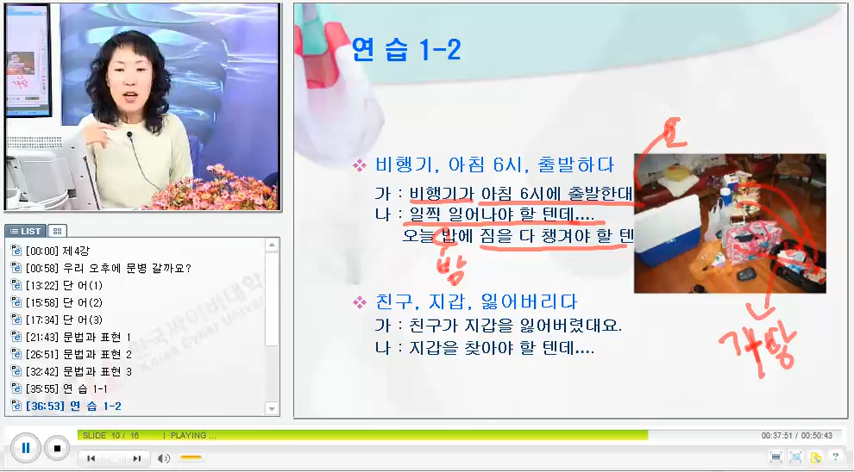 연 습 1-2
❖ 비행기, 아침 6시, 출발하다
가 : 비행기가 아침 6시에 출발한대
요
나 : 일찍 일어나야 할 텐데....
오늘 밤에 짐을 다 챙겨야 할 텐
밤
❖ 친구, 지갑, 잃어버리다
가 : 친구가 지갑을 잃어버렸대요.
나 : 지갑을 찾아야 할 텐데....
LIST
[00:00] 제4강
[00:58] 우리 오후에 문병 갈까요?
[13:22] 단 어(1)
[15:58] 단 어(2)
[17:34] 단 어(3)
[21:43] 문법과 표현 1
[26:51] 문법과 표현 2
[32:42] 문법과 표현 3
[35:55] 연 습 1-1
[36:53] 연 습 1-2
SLIDE 10 / 16 | PLAYING ...
00:37:51 / 00:50:43